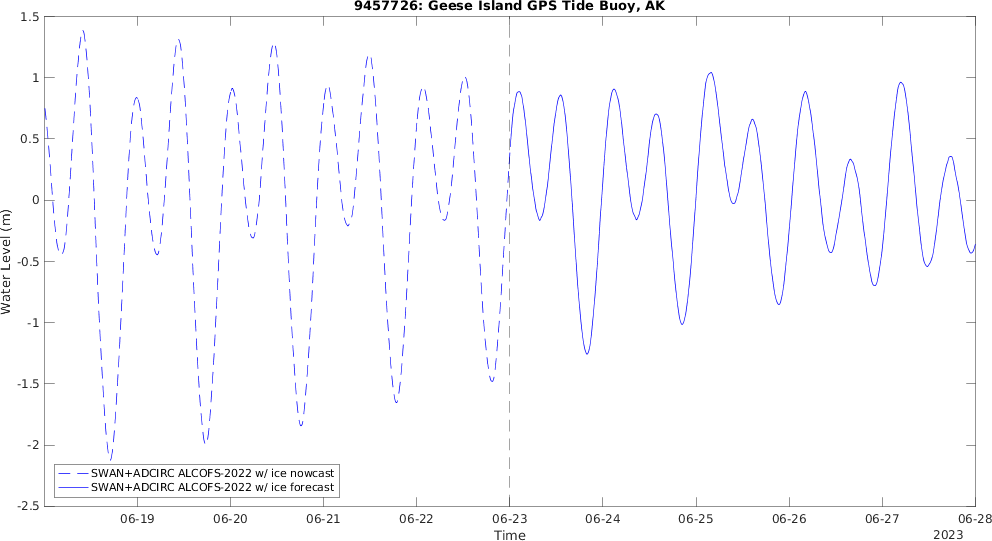 9457726: Geese Island GPS Tide Buoy, AK
1.5
1
0.5
0
-0.5
-1
-1.5
-2
-2.5
Water Level (m)
SWAN+ADCIRC ALCOFS-2022 w/ ice nowcast
SWAN+ADCIRC ALCOFS-2022 w/ ice forecast
06-19 06-20 06-21 06-22 06-23 06-24 06-25 06-26 06-27 06-28
Time
2023